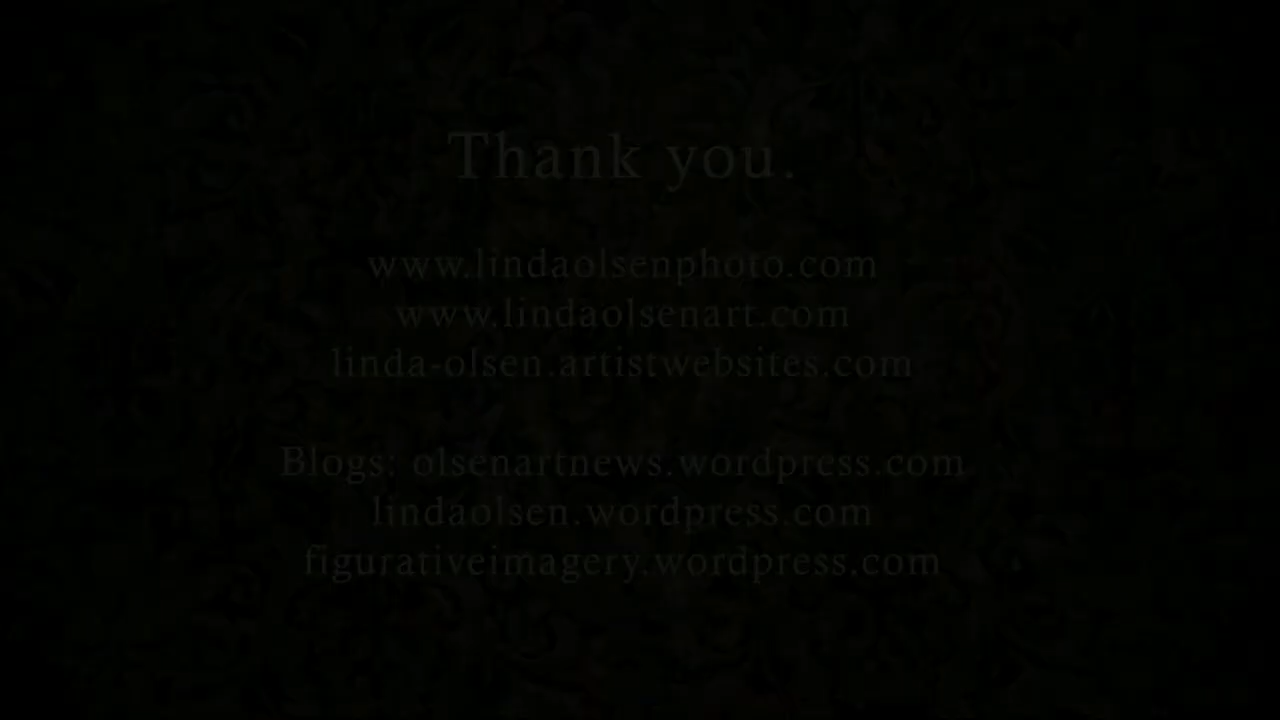 Thank you.
www.lindaolsenphoto.com
www.lindaolsenart.com
linda-olsen.artistwebsites.com
Blogs: olsenartnews.wordpress.com
lindaolsen.wordpress.com
figurativeimagery.wordpress.com